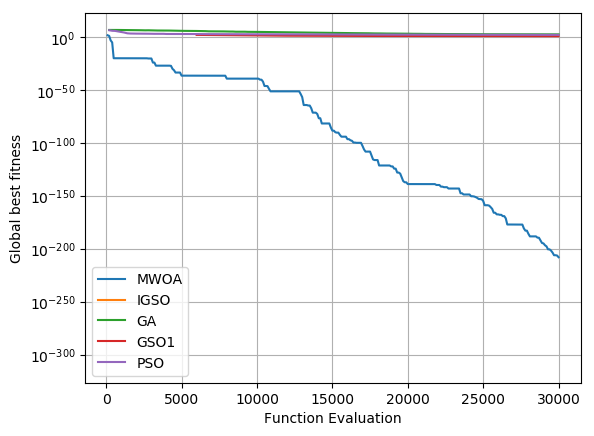 Global best fitness
10^0
10^-50
10^-100
10^-150
10^-200
10^-250
10^-300
MWOA
IGSO
GA
GSO1
PSO
0 5000 10000 15000 20000 25000 30000
Function Evaluation